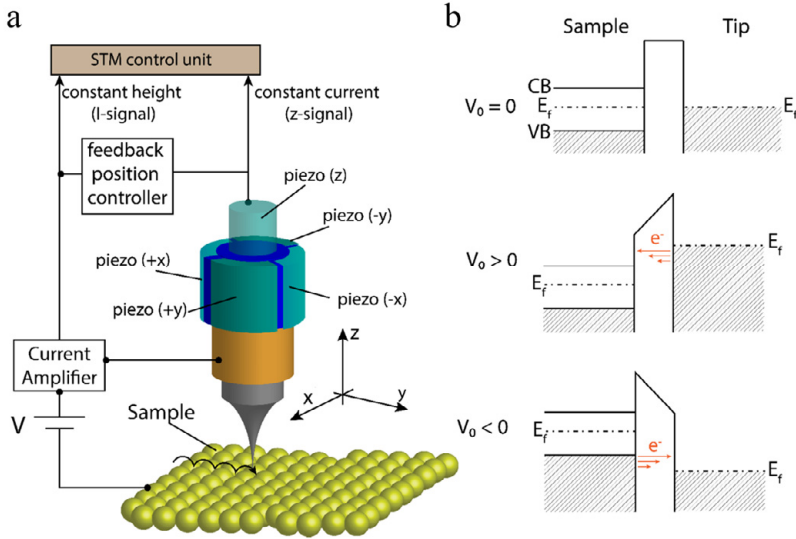 a
STM control unit
constant height
(I-signal)
constant current
(z-signal)
feedback
position
controller
piezo (z)
piezo (-y)
piezo (+x)
piezo (+y)
piezo (-x)
Current
Amplifier
V
Sample
z
x
y
b
Sample
Tip
V₀ = 0
CB
E_f
VB
E_f
V₀ > 0
e⁻
E_f
E_f
V₀ < 0
E_f
e⁻
E_f